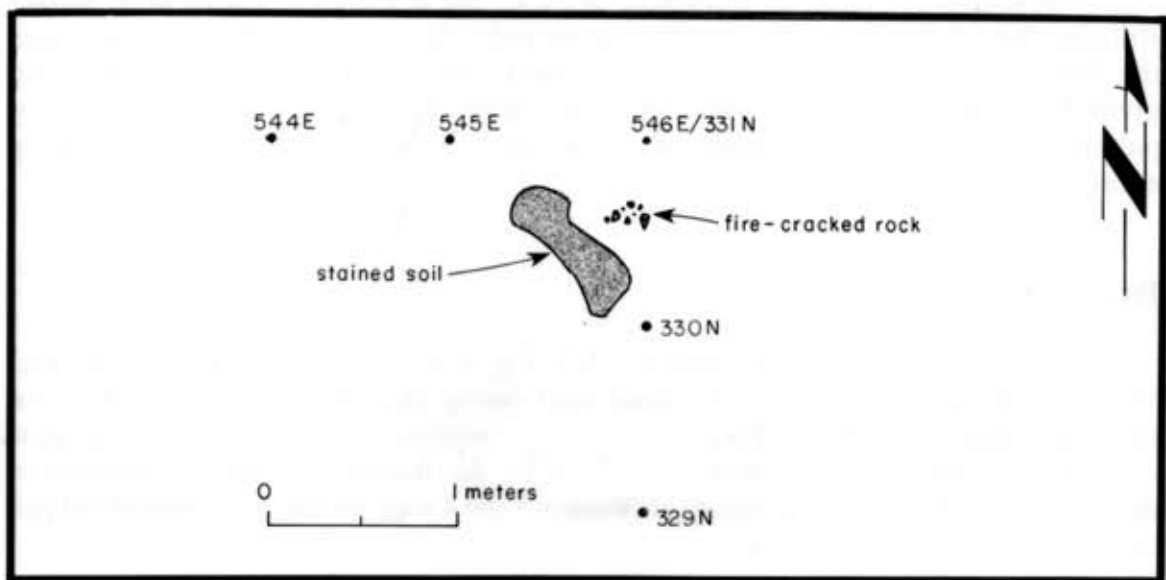 544E 545E 546E/331N
fire-cracked rock
stained soil
330N
0 1 meters
329N
N